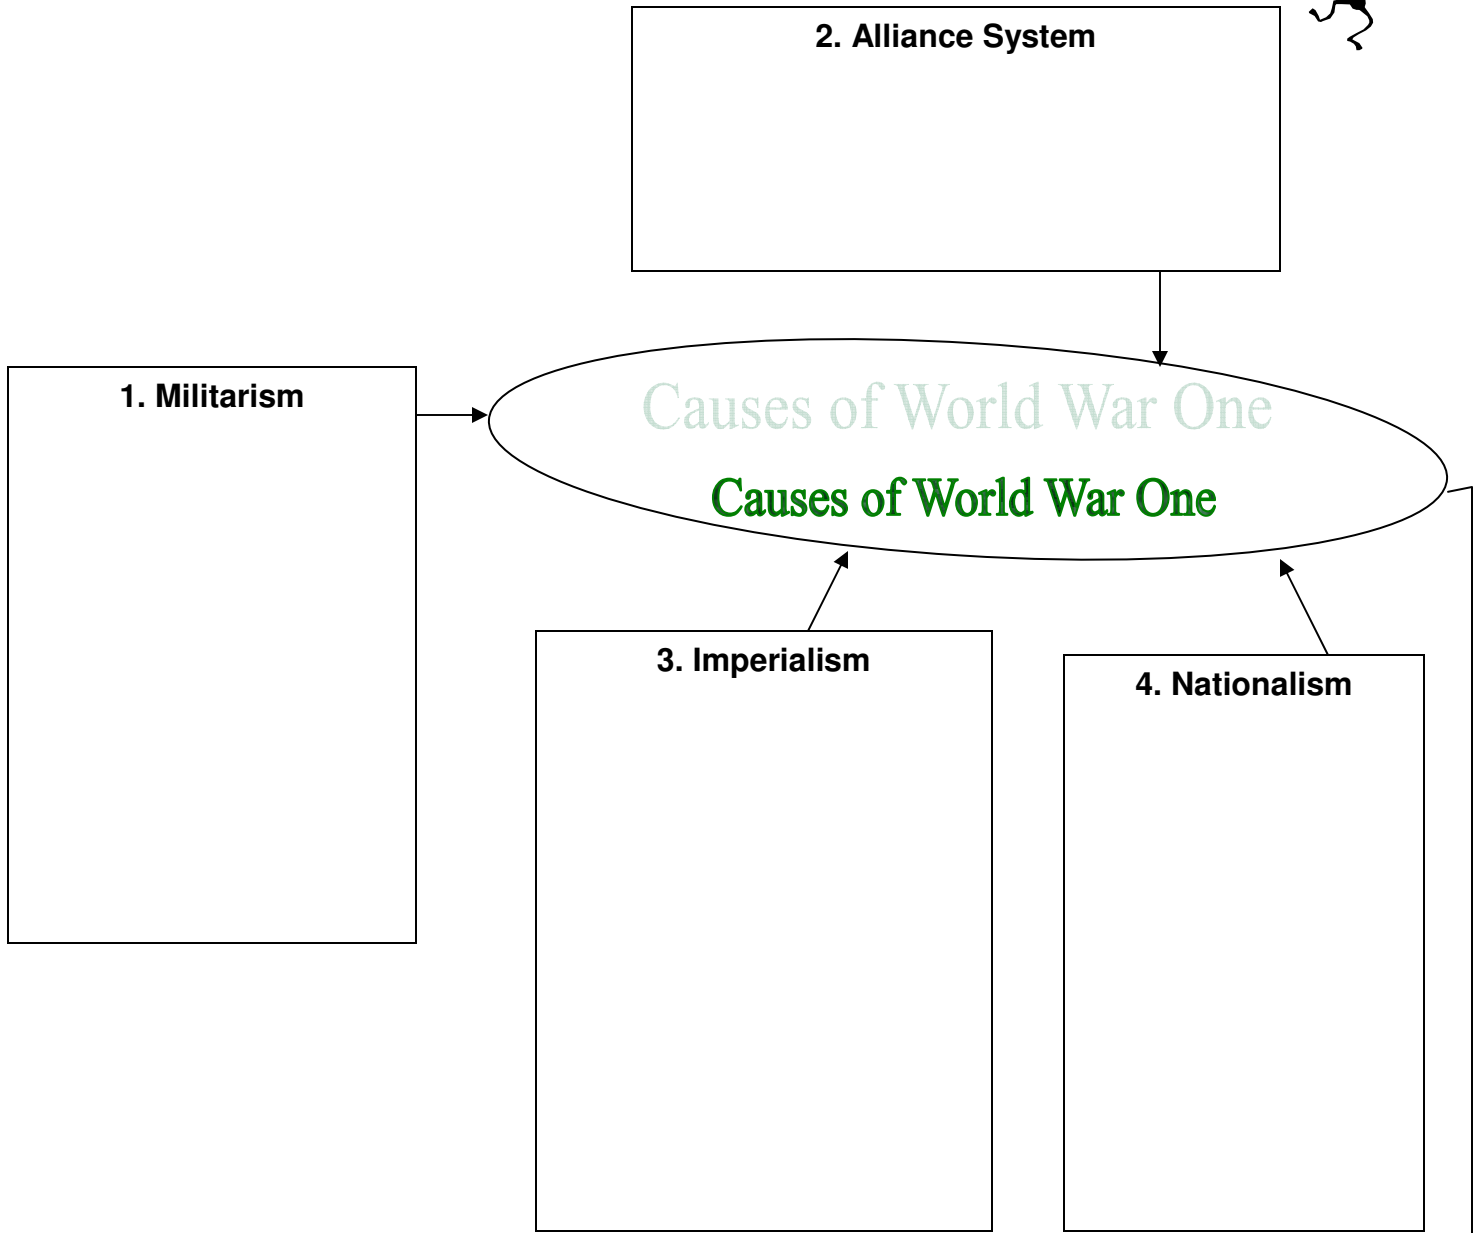 2. Alliance System
1. Militarism
Causes of World War One
Causes of World War One
3. Imperialism
4. Nationalism